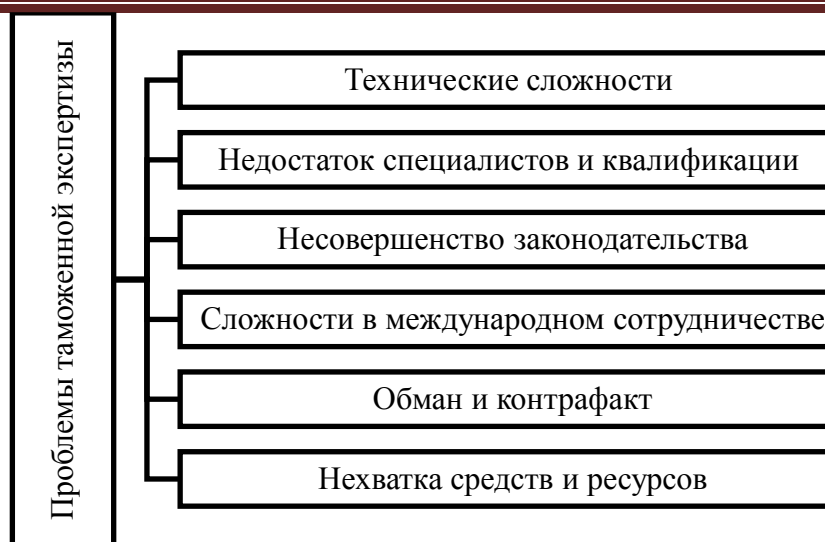 Проблемы таможенной экспертизы
Технические сложности
Недостаток специалистов и квалификации
Несовершенство законодательства
Сложности в международном сотрудничестве
Обман и контрафакт
Нехватка средств и ресурсов